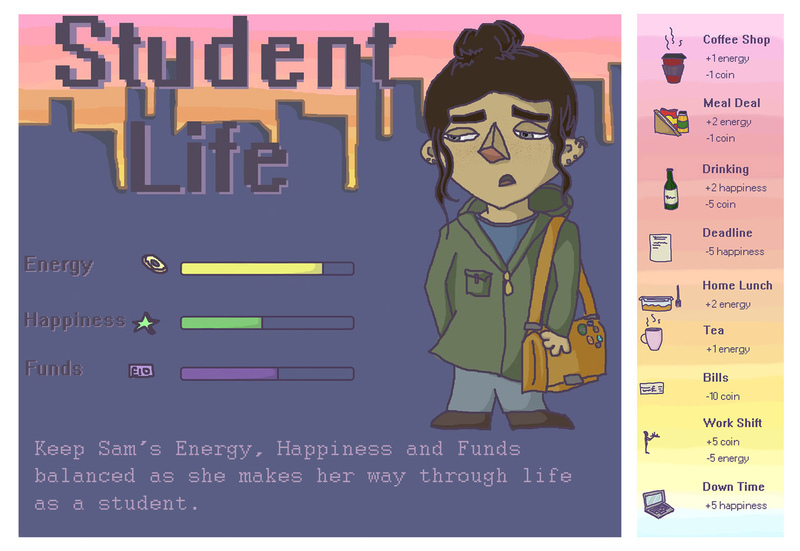 Student
Life
Energy
Happiness
Funds
£10
Keep Sam's Energy, Happiness and Funds
balanced as she makes her way through life
as a student.
Coffee Shop
+1 energy
-1 coin
Meal Deal
+2 energy
-1 coin
Drinking
+2 happiness
-5 coin
Deadline
-5 happiness
Home Lunch
+2 energy
Tea
+1 energy
Bills
-10 coin
Work Shift
+5 coin
-5 energy
Down Time
+5 happiness